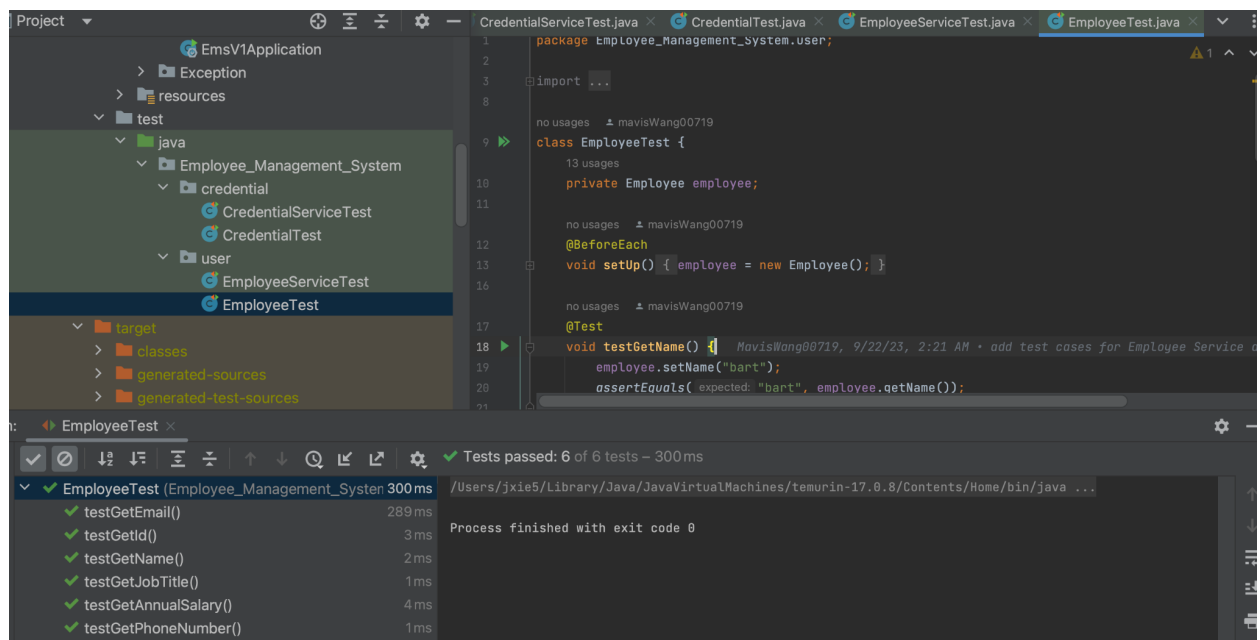 Project
EmsV1Application
Exception
resources
test
java
Employee_Management_System
credential
CredentialServiceTest
CredentialTest
user
EmployeeServiceTest
EmployeeTest
target
classes
generated-sources
generated-test-sources
CredentialServiceTest.java CredentialTest.java EmployeeServiceTest.java EmployeeTest.java
1 package Employee_Management_System.user;
1
2
3 import ...
8
no usages mavisWang00719
9 class EmployeeTest {
13 usages
10 private Employee employee;
11
no usages mavisWang00719
12 @BeforeEach
13 void setUp() { employee = new Employee(); }
16
no usages mavisWang00719
17 @Test
18 void testGetName() { MavisWang00719, 9/22/23, 2:21 AM • add test cases for Employee Service
19 employee.setName("bart");
20 assertEquals( expected: "bart", employee.getName());
21
EmployeeTest
Tests passed: 6 of 6 tests – 300 ms
EmployeeTest (Employee_Management_System 300 ms
testGetEmail() 289 ms
testGetId() 3 ms
testGetName() 2 ms
testGetJobTitle() 1 ms
testGetAnnualSalary() 4 ms
testGetPhoneNumber() 1 ms
/Users/jxie5/Library/Java/JavaVirtualMachines/temurin-17.0.8/Contents/Home/bin/java ...
Process finished with exit code 0